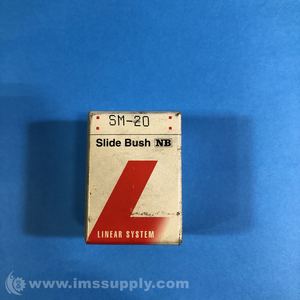 SM-20
Slide Bush NB
LINEAR SYSTEM
© www.imssupply.com